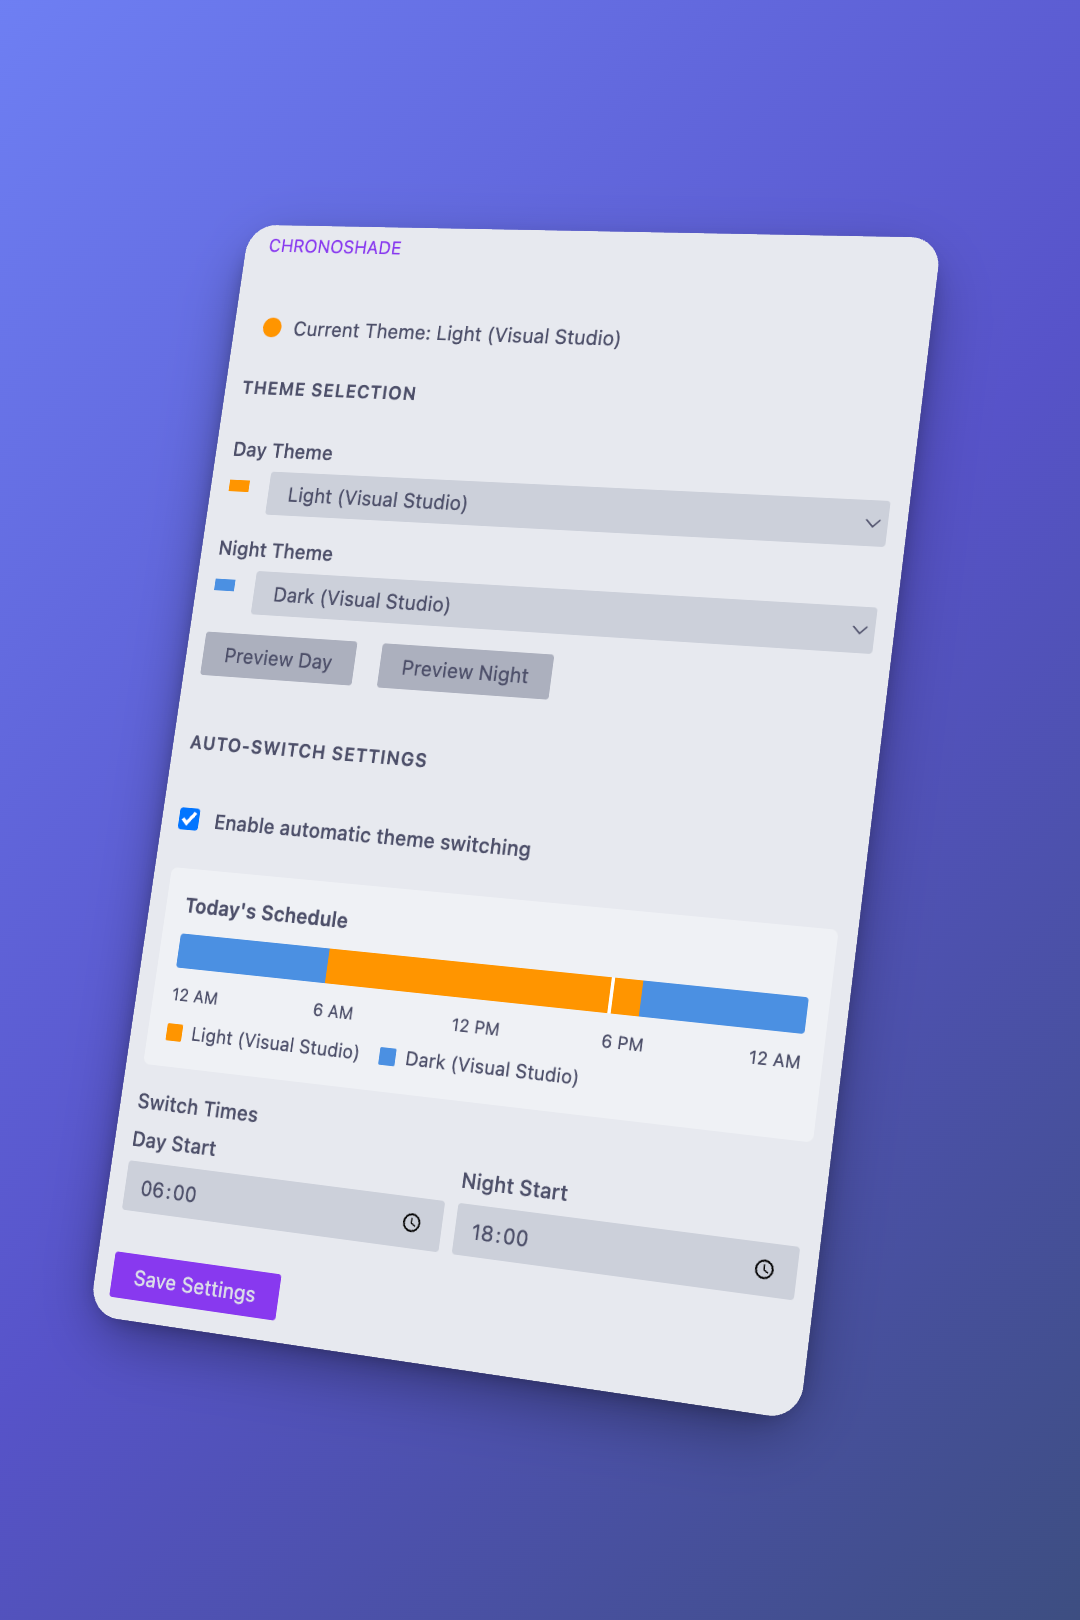 CHRONOSHADE
Current Theme: Light (Visual Studio)
THEME SELECTION
Day Theme
Light (Visual Studio)
Night Theme
Dark (Visual Studio)
Preview Day Preview Night
AUTO-SWITCH SETTINGS
Enable automatic theme switching
Today's Schedule
12 AM 6 AM 12 PM 6 PM 12 AM
Light (Visual Studio) Dark (Visual Studio)
Switch Times
Day Start Night Start
06:00 18:00
Save Settings